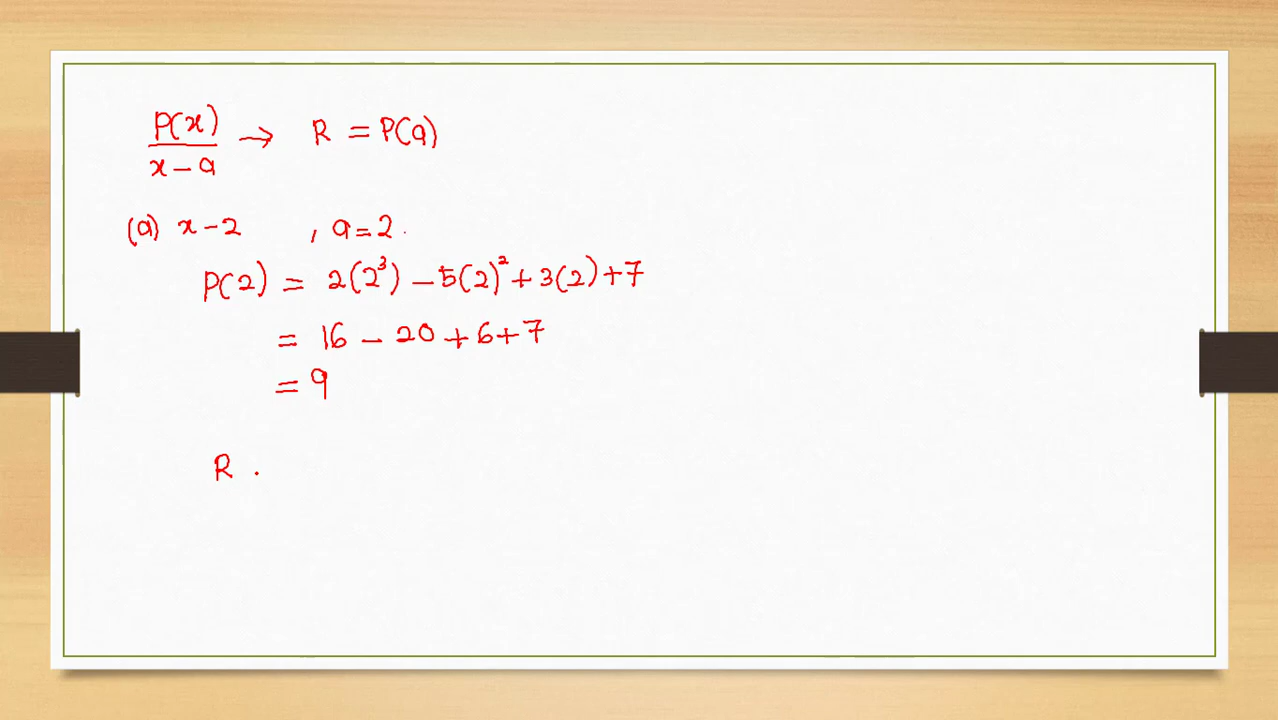 P(x)
x - a → R = P(a)
(a) x - 2 , a = 2.
P(2) = 2(2³) - 5(2)² + 3(2) + 7
= 16 - 20 + 6 + 7
= 9
R .